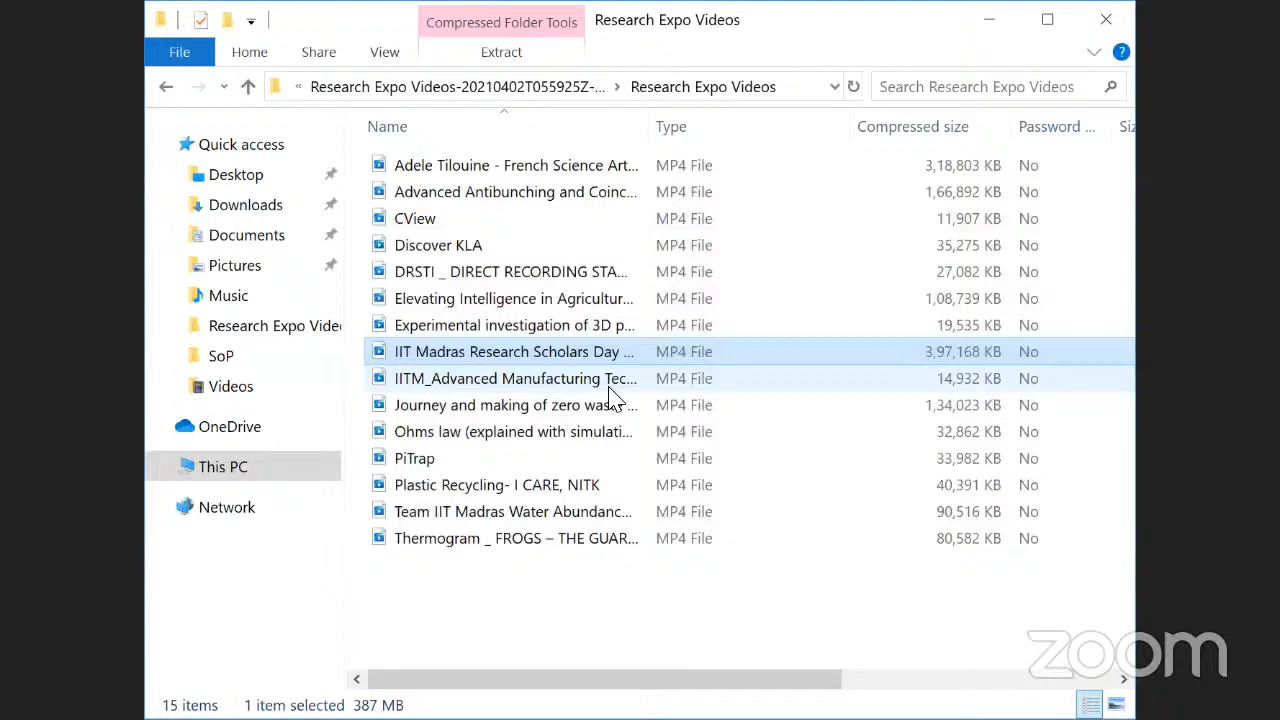 Compressed Folder Tools
Research Expo Videos
File
Home
Share
View
Extract
?
« Research Expo Videos-20210402T055925Z-... › Research Expo Videos
Search Research Expo Videos
Name
Type
Compressed size
Password ...
Siz
Quick access
Desktop
Downloads
Documents
Pictures
Music
Research Expo Vide
SoP
Videos
OneDrive
This PC
Network
Adele Tilouine - French Science Art... MP4 File 3,18,803 KB No
Advanced Antibunching and Coinc... MP4 File 1,66,892 KB No
CView MP4 File 11,907 KB No
Discover KLA MP4 File 35,275 KB No
DRSTI _ DIRECT RECORDING STA... MP4 File 27,082 KB No
Elevating Intelligence in Agricultur... MP4 File 1,08,739 KB No
Experimental investigation of 3D p... MP4 File 19,535 KB No
IIT Madras Research Scholars Day ... MP4 File 3,97,168 KB No
IITM_Advanced Manufacturing Tec... MP4 File 14,932 KB No
Journey and making of zero was... MP4 File 1,34,023 KB No
Ohms law (explained with simulati... MP4 File 32,862 KB No
PiTrap MP4 File 33,982 KB No
Plastic Recycling- I CARE, NITK MP4 File 40,391 KB No
Team IIT Madras Water Abundanc... MP4 File 90,516 KB No
Thermogram _ FROGS – THE GUAR... MP4 File 80,582 KB No
zoom
15 items 1 item selected 387 MB